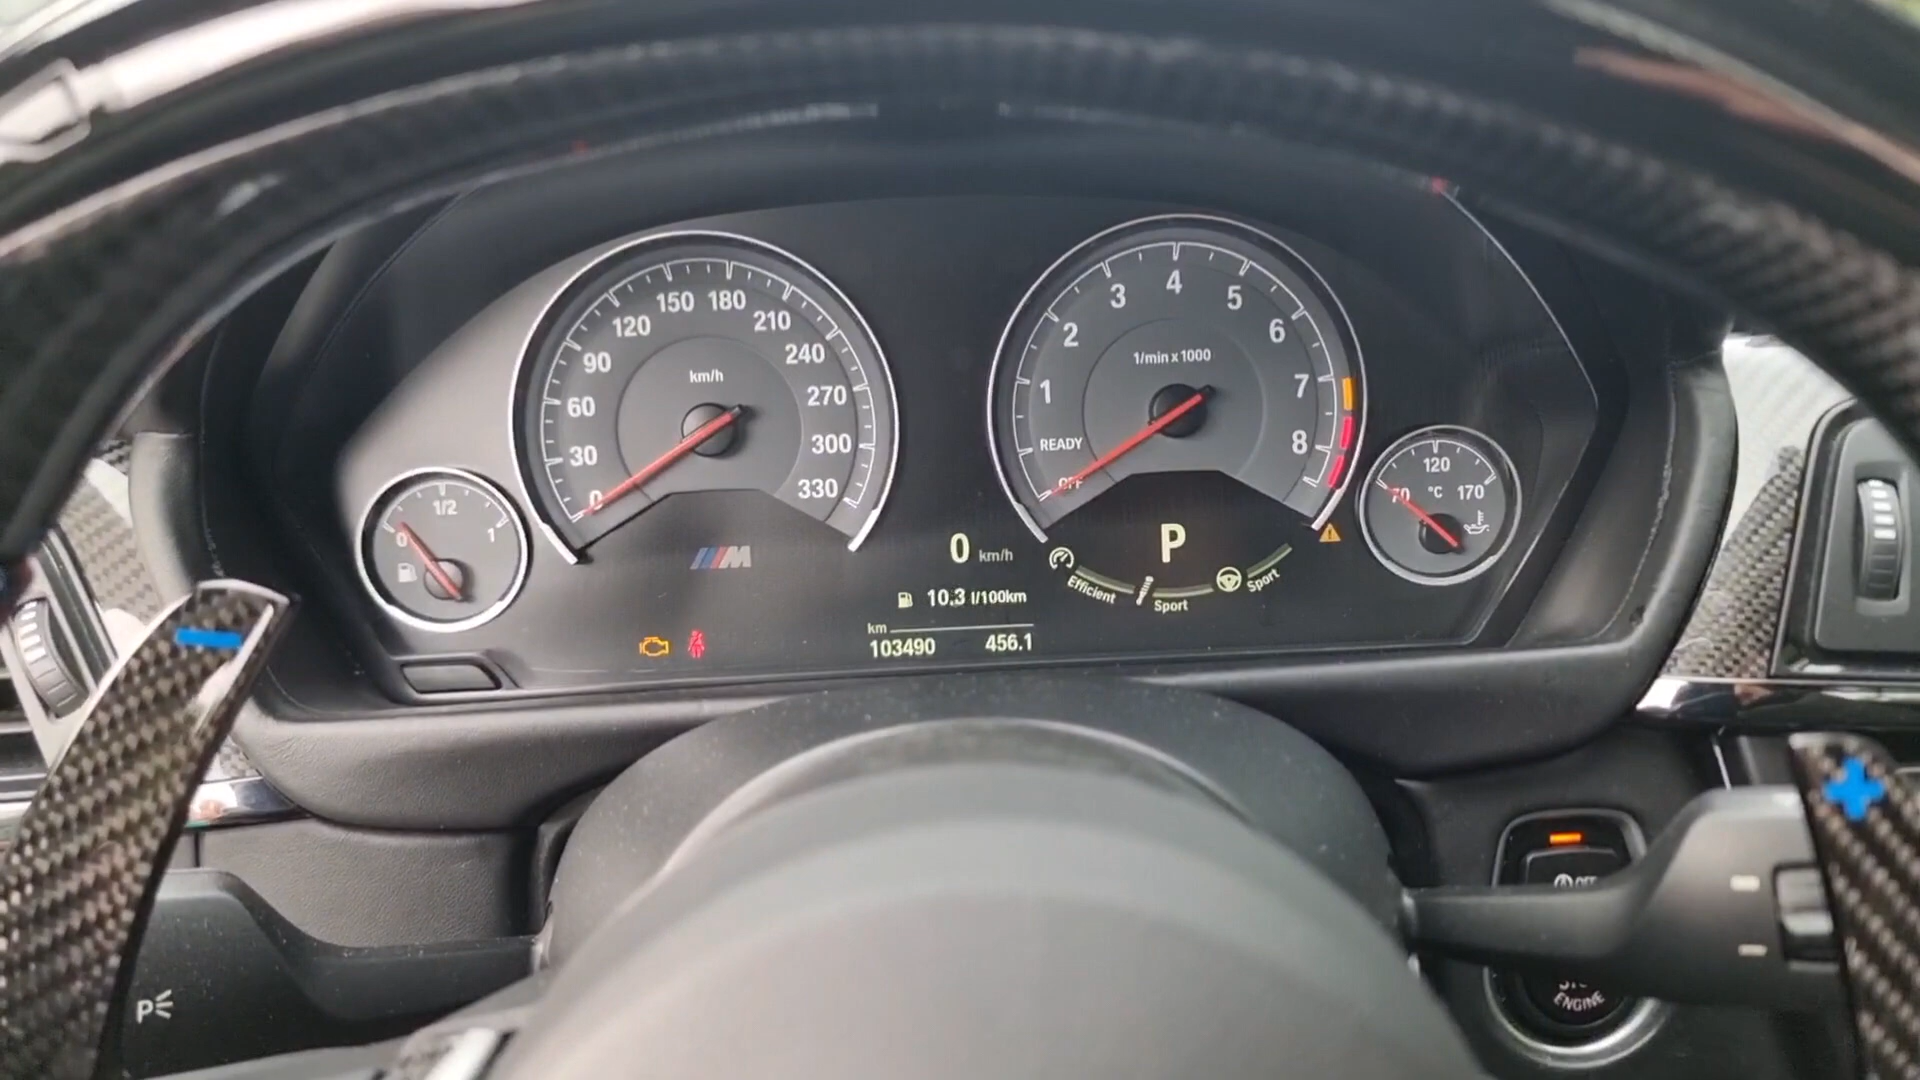 150 180
120 210
90 240
km/h
60 270
30 300
0 330
4
3 5
2 6
1/min x 1000
1 7
READY 8
OFF
1/2
0 1
120
70 °C 170
M
0 km/h
P
Efficient Sport Sport
10.3 l/100km
km
103490 456.1
OFF
ENGINE
P